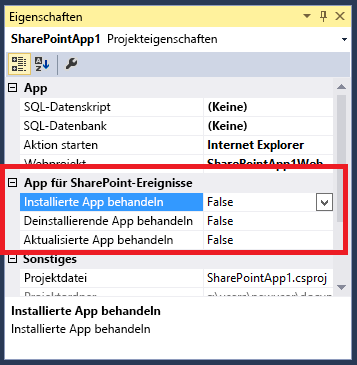 Eigenschaften
SharePointApp1 Projekteigenschaften
App
SQL-Datenskript (Keine)
SQL-Datenbank (Keine)
Aktion starten Internet Explorer
Webprojekt SharePointApp1Web
App für SharePoint-Ereignisse
Installierte App behandeln False
Deinstallierende App behandeln False
Aktualisierte App behandeln False
Sonstiges
Projektdatei SharePointApp1.csproj
Projektordner
Installierte App behandeln
Installierte App behandeln